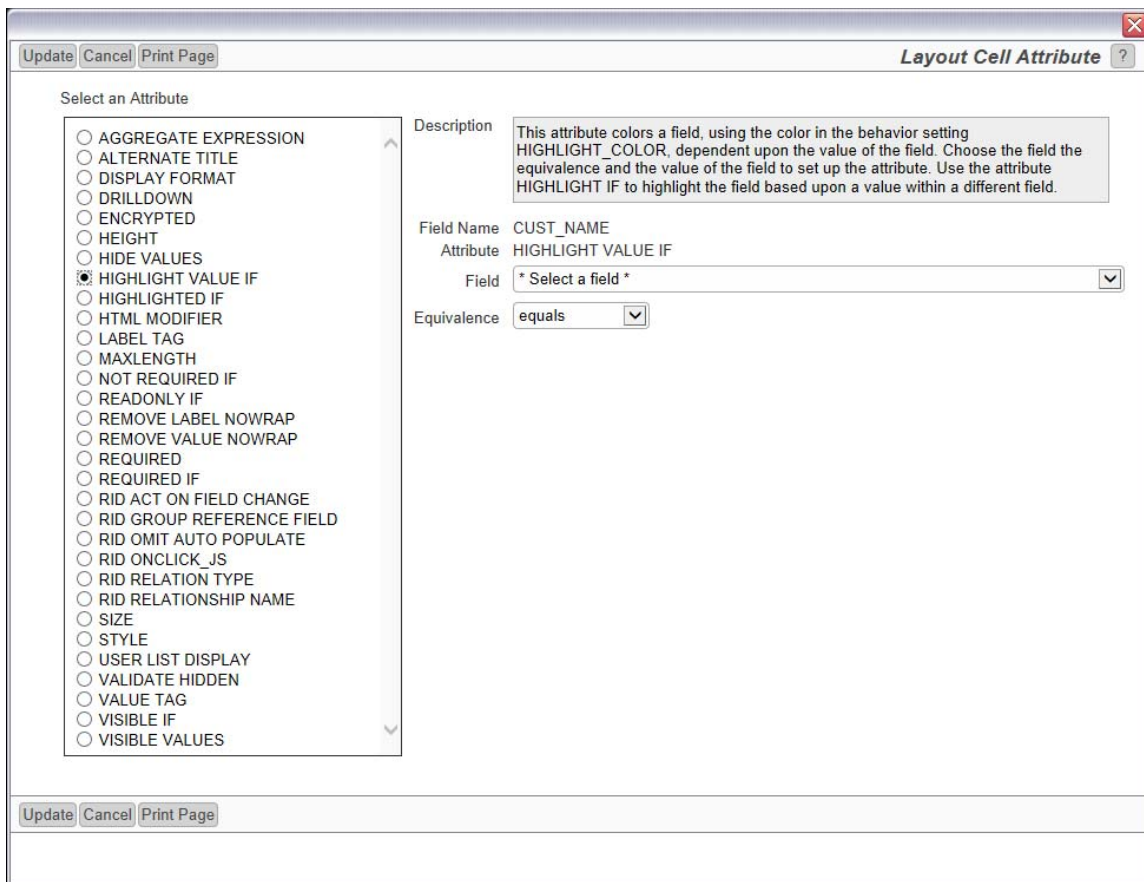 Update Cancel Print Page
Layout Cell Attribute ?
Select an Attribute
AGGREGATE EXPRESSION
ALTERNATE TITLE
DISPLAY FORMAT
DRILLDOWN
ENCRYPTED
HEIGHT
HIDE VALUES
HIGHLIGHT VALUE IF
HIGHLIGHTED IF
HTML MODIFIER
LABEL TAG
MAXLENGTH
NOT REQUIRED IF
READONLY IF
REMOVE LABEL NOWRAP
REMOVE VALUE NOWRAP
REQUIRED
REQUIRED IF
RID ACT ON FIELD CHANGE
RID GROUP REFERENCE FIELD
RID OMIT AUTO POPULATE
RID ONCLICK_JS
RID RELATION TYPE
RID RELATIONSHIP NAME
SIZE
STYLE
USER LIST DISPLAY
VALIDATE HIDDEN
VALUE TAG
VISIBLE IF
VISIBLE VALUES
Description
This attribute colors a field, using the color in the behavior setting
HIGHLIGHT_COLOR, dependent upon the value of the field. Choose the field the
equivalence and the value of the field to set up the attribute. Use the attribute
HIGHLIGHT IF to highlight the field based upon a value within a different field.
Field Name CUST_NAME
Attribute HIGHLIGHT VALUE IF
Field * Select a field *
Equivalence equals
Update Cancel Print Page